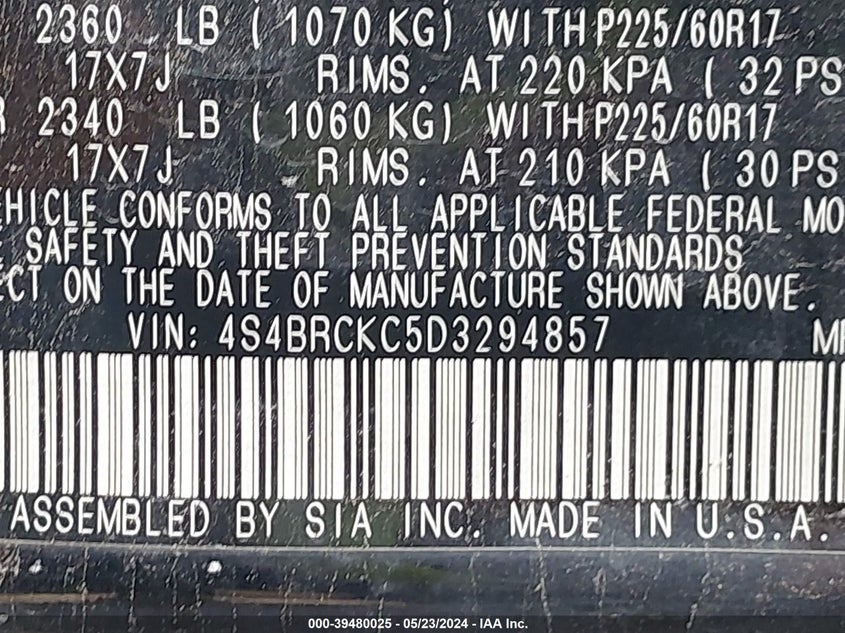 2360 LB ( 1070 KG) WITH P225/60R17
17X7J RIMS. AT 220 KPA ( 32 PS
R 2340 LB ( 1060 KG) WITH P225/60R17
17X7J RIMS. AT 210 KPA ( 30 PS
EHICLE CONFORMS TO ALL APPLICABLE FEDERAL MO
E SAFETY AND THEFT PREVENTION STANDARDS
ECT ON THE DATE OF MANUFACTURE SHOWN ABOVE.
VIN: 4S4BRCKC5D3294857 MP
ASSEMBLED BY SIA INC. MADE IN U.S.A.
000-39480025 - 05/23/2024 - IAA Inc.